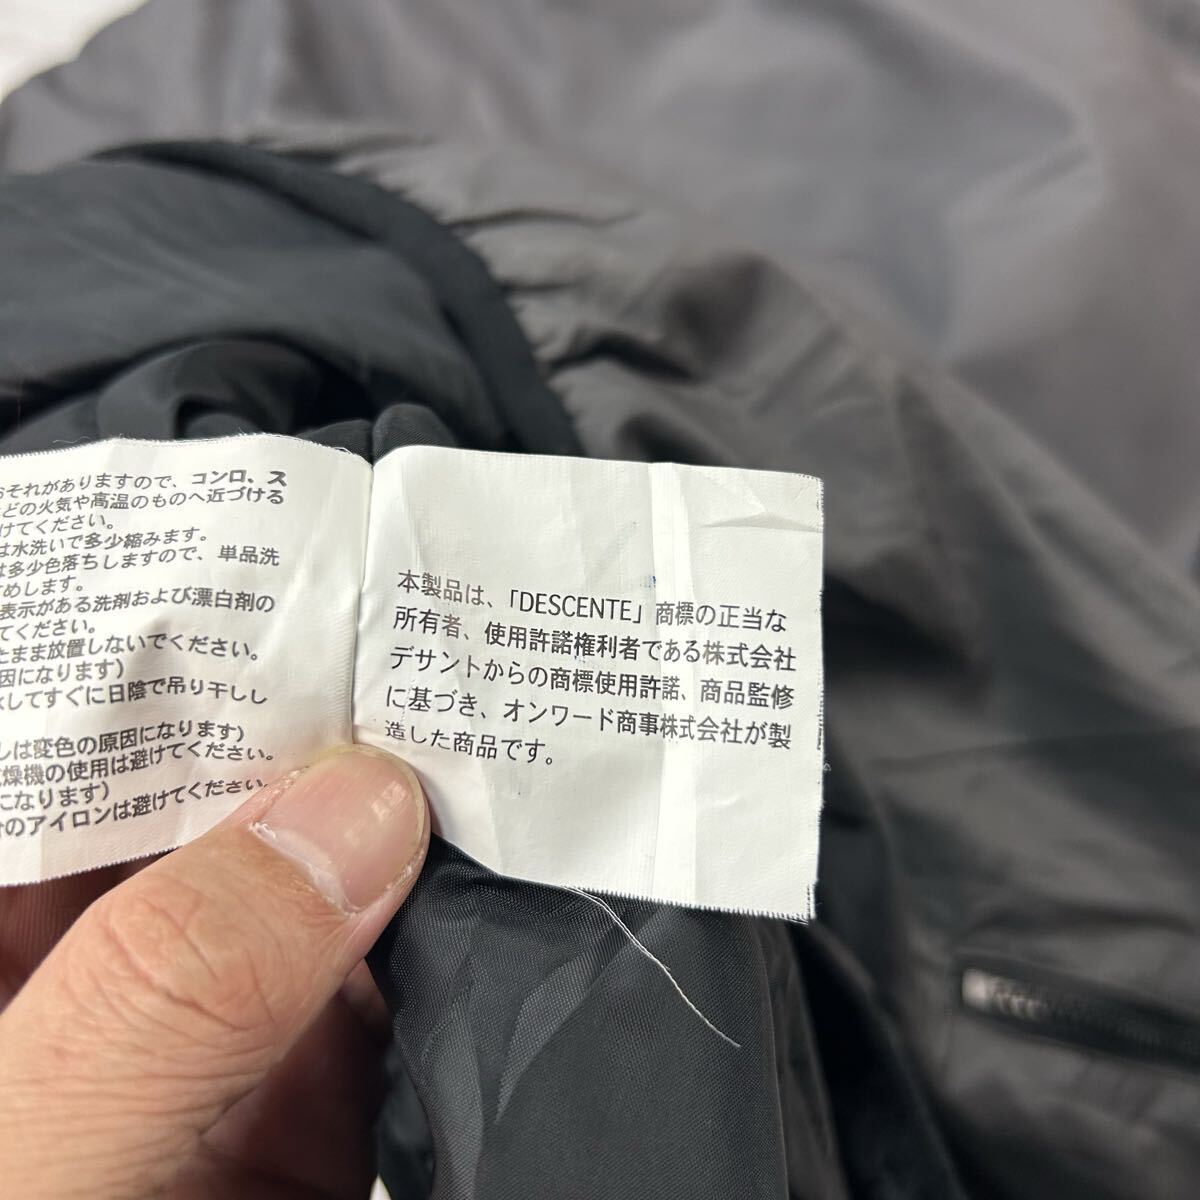 おそれがありますので、コンロ、ス
どの火気や高温のものへ近づける
けてください。
は水洗いで多少縮みます。
は多少色落ちしますので、単品洗
めします。
表示がある洗剤および漂白剤の
てください。
たまま放置しないでください。
因になります)
してすぐに日陰で吊り干しし
しは変色の原因になります)
燥機の使用は避けてください。
になります)
のアイロンは避けてください。
本製品は、「DESCENTE」商標の正当な
所有者、使用許諾権利者である株式会社
デサントからの商標使用許諾、商品監修
に基づき、オンワード商事株式会社が製
造した商品です。